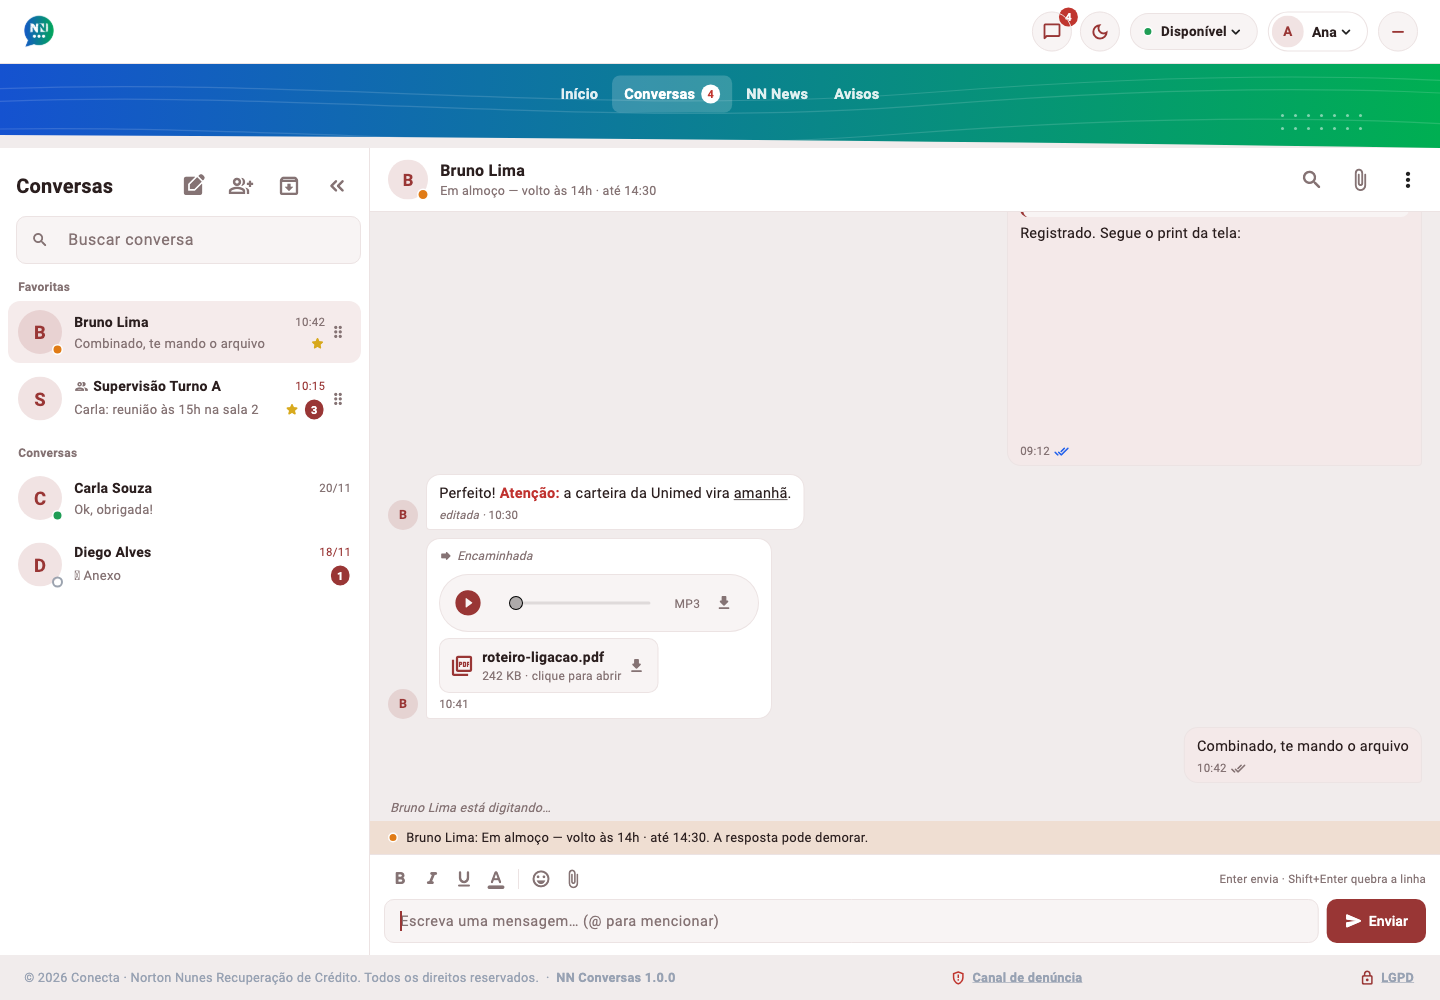 NN
4
Disponível
A
Ana
Início
Conversas 4
NN News
Avisos
Conversas
Buscar conversa
Favoritas
B
Bruno Lima
10:42
Combinado, te mando o arquivo
S
Supervisão Turno A
10:15
Carla: reunião às 15h na sala 2
3
Conversas
C
Carla Souza
20/11
Ok, obrigada!
D
Diego Alves
18/11
Anexo
1
B
Bruno Lima
Em almoço — volto às 14h · até 14:30
Registrado. Segue o print da tela:
09:12
B
Perfeito! Atenção: a carteira da Unimed vira amanhã.
editada · 10:30
Encaminhada
MP3
PDF
roteiro-ligacao.pdf
242 KB · clique para abrir
B
10:41
Combinado, te mando o arquivo
10:42
Bruno Lima está digitando…
Bruno Lima: Em almoço — volto às 14h · até 14:30. A resposta pode demorar.
B I U A
Enter envia · Shift+Enter quebra a linha
Escreva uma mensagem… (@ para mencionar)
Enviar
© 2026 Conecta · Norton Nunes Recuperação de Crédito. Todos os direitos reservados. · NN Conversas 1.0.0
Canal de denúncia
LGPD